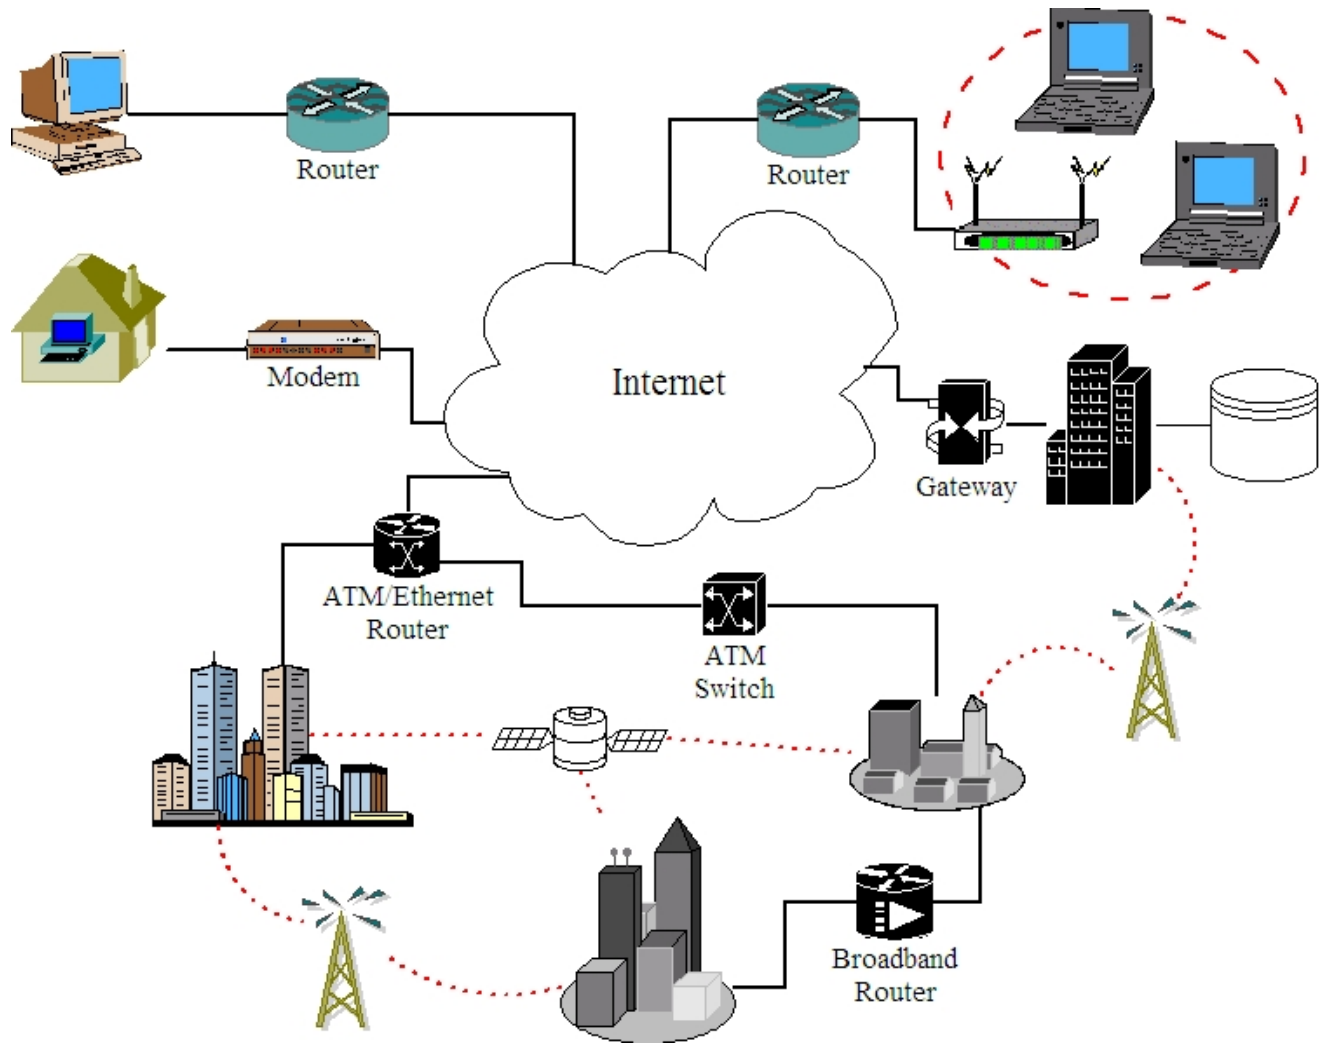 Router
Router
Modem
Internet
Gateway
ATM/Ethernet
Router
ATM
Switch
Broadband
Router